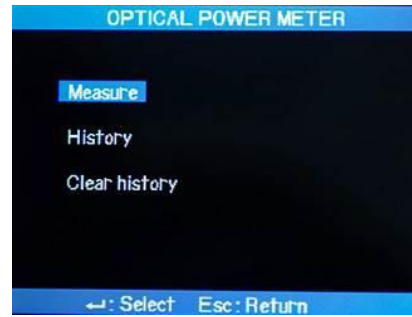 OPTICAL POWER METER
Measure
History
Clear history
↵: Select Esc: Return